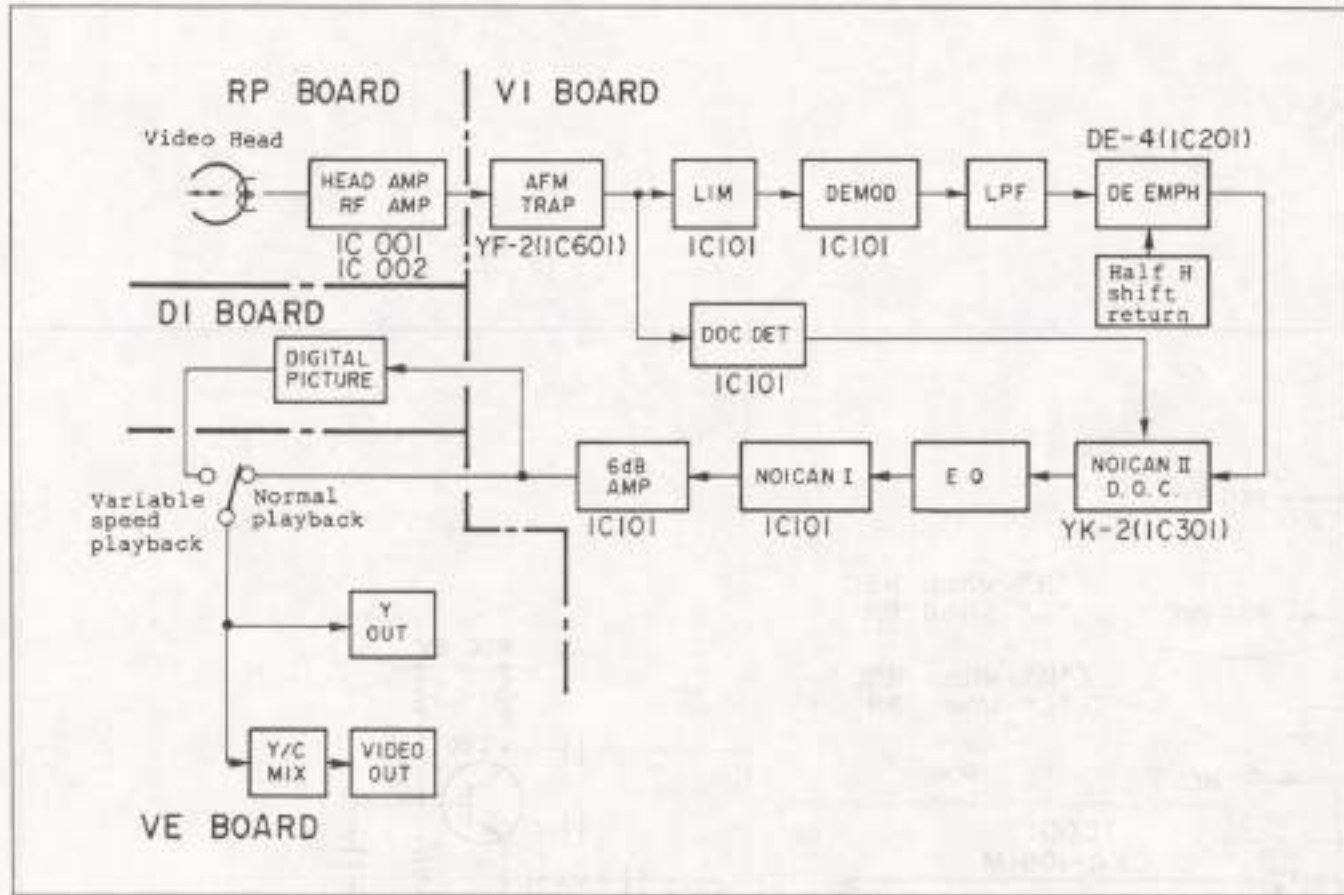 RP BOARD
VI BOARD
Video Head
HEAD AMP
RF AMP
IC 001
IC 002
AFM
TRAP
YF-2(IC601)
LIM
IC101
DEMOD
IC101
LPF
DE-4(IC201)
DE EMPH
Half H
shift
return
DOC DET
IC101
DI BOARD
DIGITAL
PICTURE
Variable
speed
playback
Normal
playback
6dB
AMP
IC101
NOICAN I
IC101
EQ
NOICAN II
D.O.C.
YK-2(IC301)
Y
OUT
Y/C
MIX
VIDEO
OUT
VE BOARD